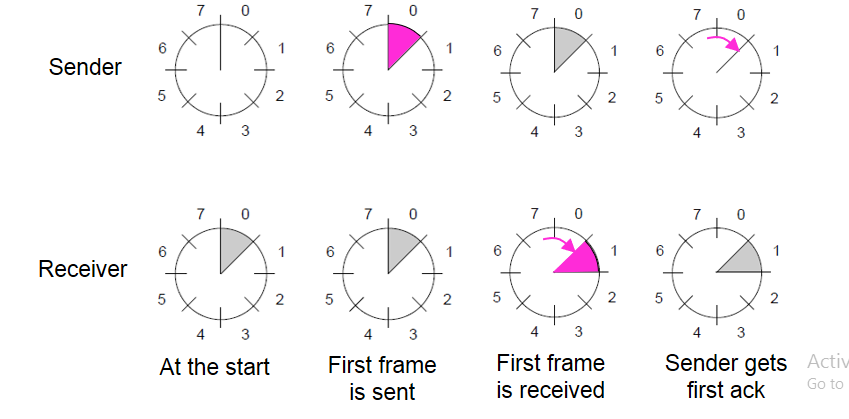 7 0 7 0 7 0 7 0
6 1 6 1 6 1 6 1
Sender
5 2 5 2 5 2 5 2
4 3 4 3 4 3 4 3
7 0 7 0 7 0 7 0
6 1 6 1 6 1 6 1
Receiver
5 2 5 2 5 2 5 2
4 3 4 3 4 3 4 3
At the start
First frame
is sent
First frame
is received
Sender gets
first ack
Activ
Go to